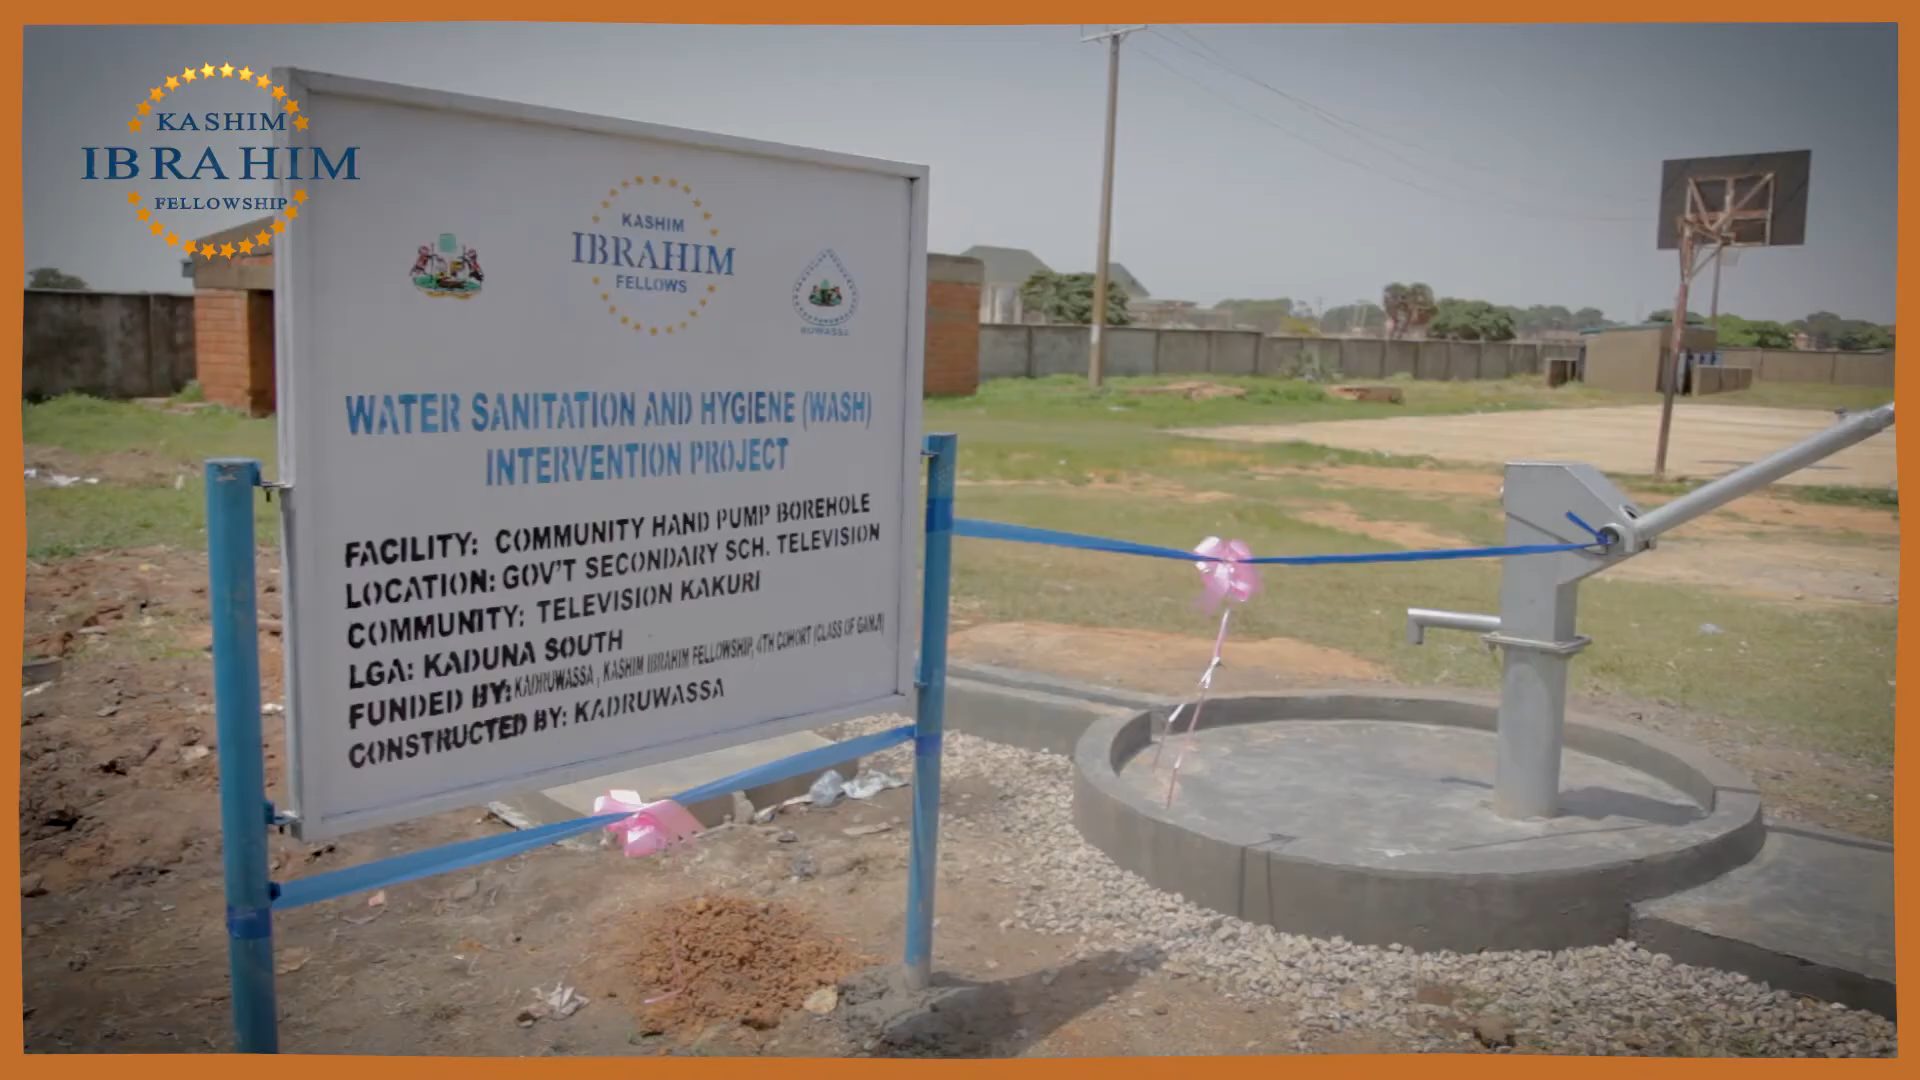 KASHIM
IBRAHIM
FELLOWSHIP
KASHIM
IBRAHIM
FELLOWS
RUWASSA
WATER SANITATION AND HYGIENE (WASH)
INTERVENTION PROJECT
FACILITY: COMMUNITY HAND PUMP BOREHOLE
LOCATION: GOV'T SECONDARY SCH. TELEVISION
COMMUNITY: TELEVISION KAKURI
LGA: KADUNA SOUTH
FUNDED BY: KADRUWASSA, KASHIM IBRAHIM FELLOWSHIP, 4TH COHORT (CLASS OF GANJI)
CONSTRUCTED BY: KADRUWASSA